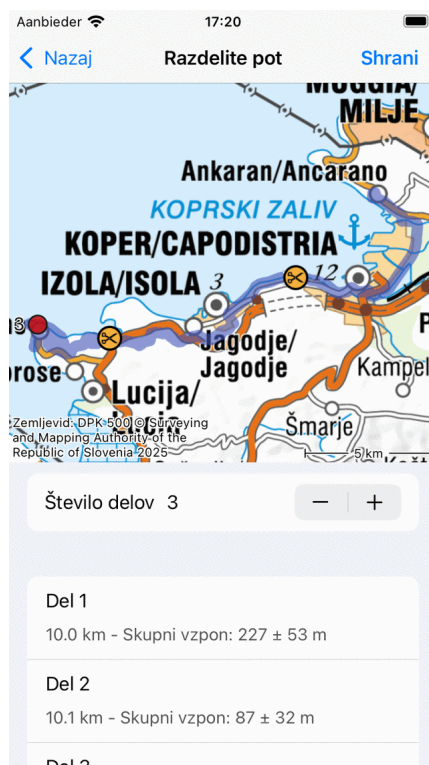 Aanbieder 17:20
Nazaj Razdelite pot Shrani
MUGGIA/
MILJE
Ankaran/Ancarano
KOPRSKI ZALIV
KOPER/CAPODISTRIA
IZOLA/ISOLA 3 12
3
Jagodje/
Jagodje
Lucija/
Kampel
Šmarje
Zemljevid: DPK 500 © Surveying
and Mapping Authority of the
Republic of Slovenia 2025
5 km
Število delov 3
Del 1
10.0 km - Skupni vzpon: 227 ± 53 m
Del 2
10.1 km - Skupni vzpon: 87 ± 32 m